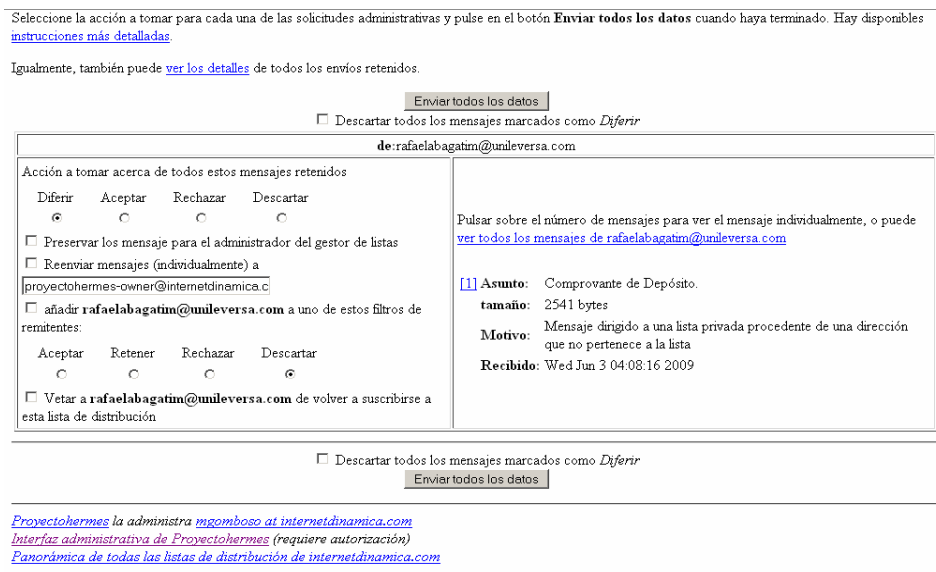 Seleccione la acción a tomar para cada una de las solicitudes administrativas y pulse en el botón Enviar todos los datos cuando haya terminado. Hay disponibles
instrucciones más detalladas.
Igualmente, también puede ver los detalles de todos los envíos retenidos.
Enviar todos los datos
Descartar todos los mensajes marcados como Diferir
de:rafaelabagatim@unileversa.com
Acción a tomar acerca de todos estos mensajes retenidos
Diferir Aceptar Rechazar Descartar
Preservar los mensaje para el administrador del gestor de listas
Reenviar mensajes (individualmente) a
proyectohermes-owner@internetdinamica.c
añadir rafaelabagatim@unileversa.com a uno de estos filtros de
remitentes:
Aceptar Retener Rechazar Descartar
Vetar a rafaelabagatim@unileversa.com de volver a suscribirse a
esta lista de distribución
Pulsar sobre el número de mensajes para ver el mensaje individualmente, o puede
ver todos los mensajes de rafaelabagatim@unileversa.com
[1] Asunto: Comprovante de Depósito.
tamaño: 2541 bytes
Motivo: Mensaje dirigido a una lista privada procedente de una dirección
que no pertenece a la lista
Recibido: Wed Jun 3 04:08:16 2009
Descartar todos los mensajes marcados como Diferir
Enviar todos los datos
Proyectohermes la administra mgomboso at internetdinamica.com
Interfaz administrativa de Proyectohermes (requiere autorización)
Panorámica de todas las listas de distribución de internetdinamica.com